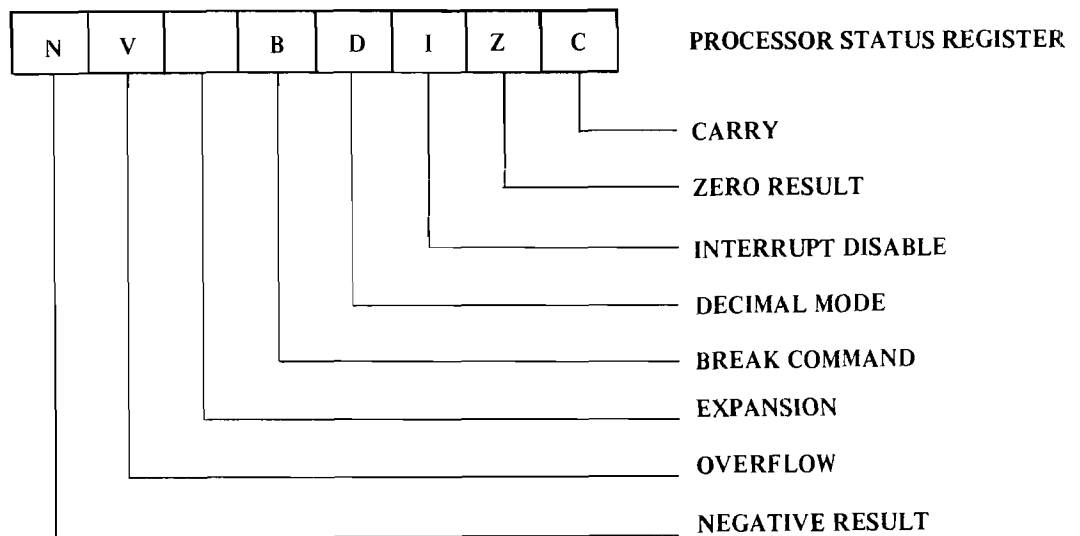 N V B D I Z C PROCESSOR STATUS REGISTER
CARRY
ZERO RESULT
INTERRUPT DISABLE
DECIMAL MODE
BREAK COMMAND
EXPANSION
OVERFLOW
NEGATIVE RESULT